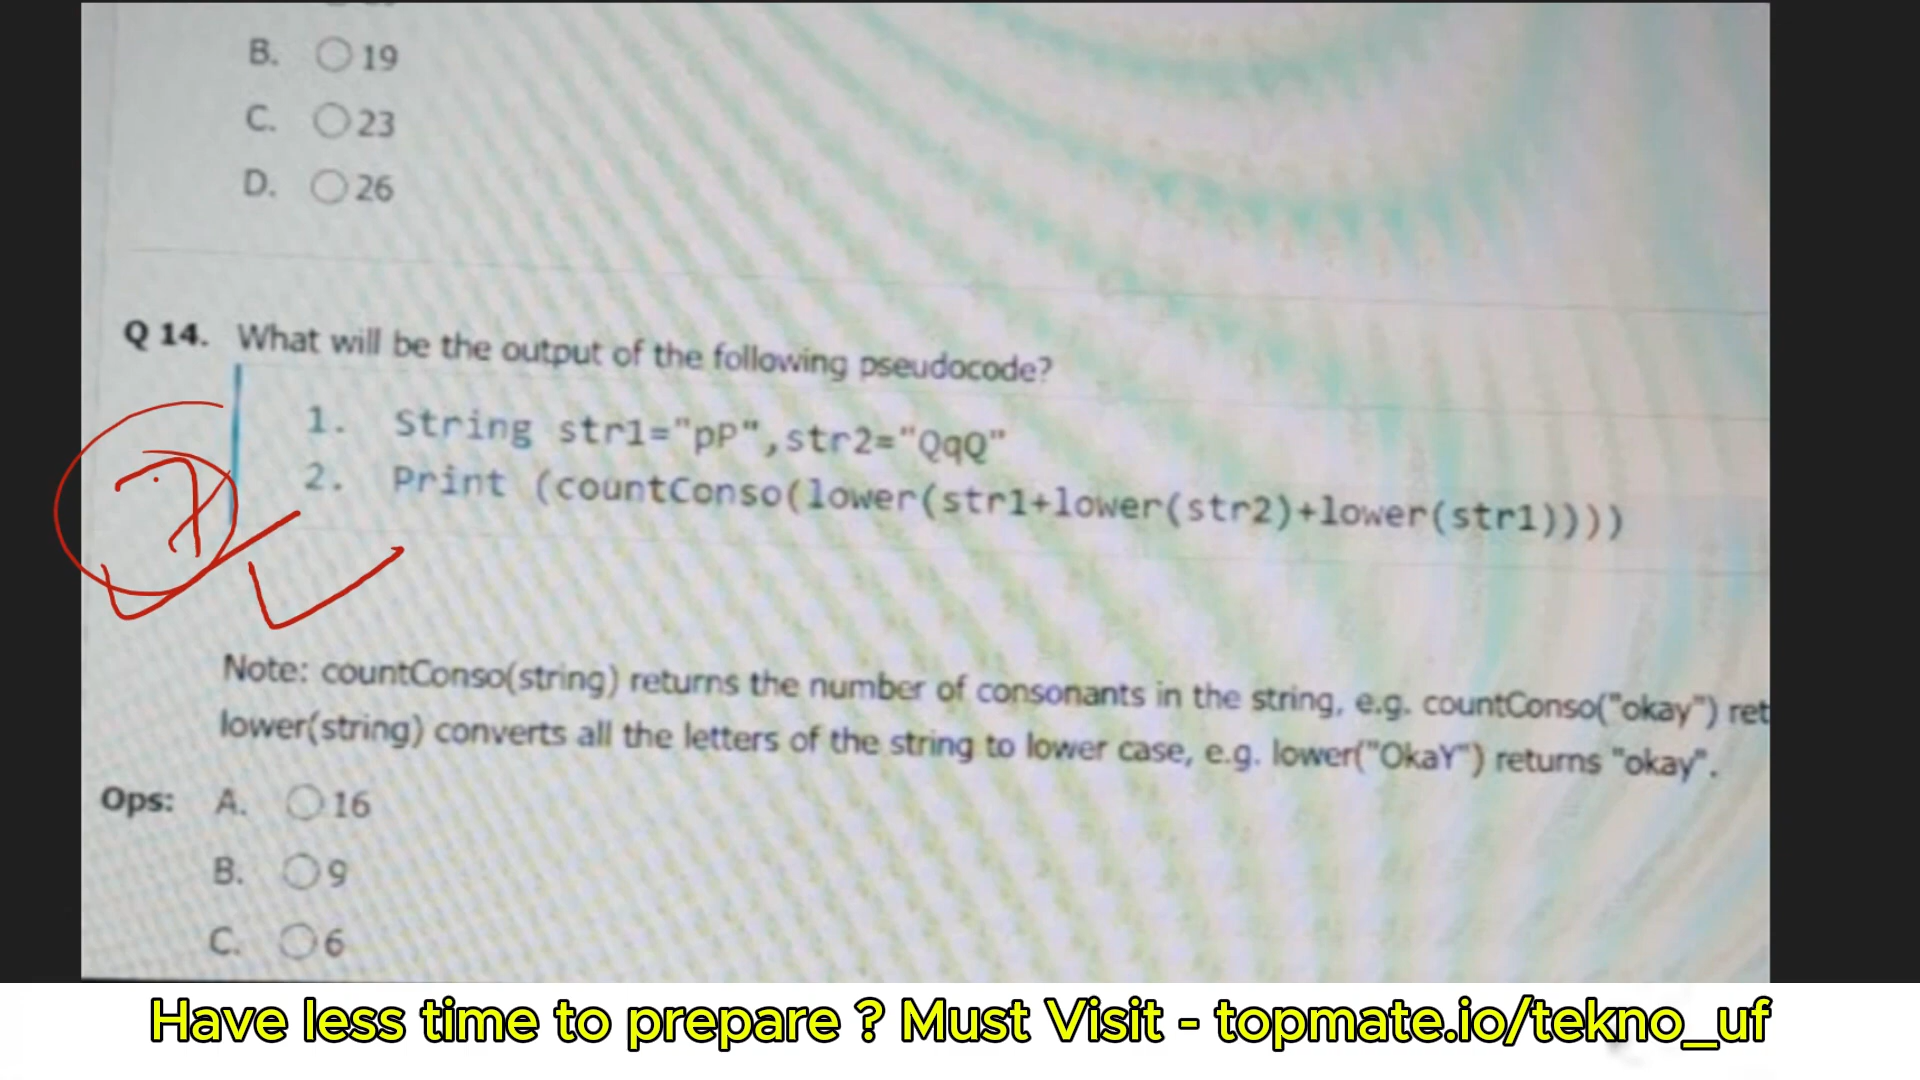 B. 19
C. 23
D. 26
Q 14. What will be the output of the following pseudocode?
1. String str1="pP",str2="QqQ"
2. Print (countConso(lower(str1+lower(str2)+lower(str1))))
7
Note: countConso(string) returns the number of consonants in the string, e.g. countConso("okay") ret
lower(string) converts all the letters of the string to lower case, e.g. lower("OkaY") returns "okay".
Ops: A. 16
B. 9
C. 6
Have less time to prepare ? Must Visit - topmate.io/tekno_uf